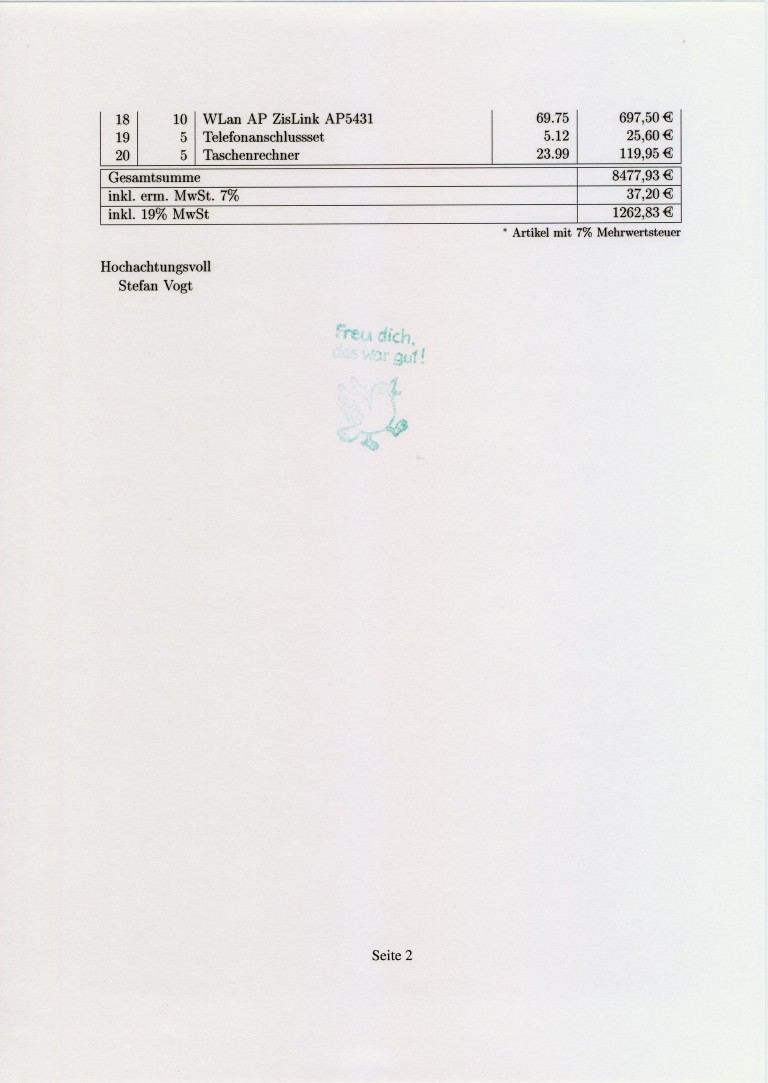 18 10 WLan AP ZisLink AP5431 69.75 697,50 €
19 5 Telefonanschlussset 5.12 25,60 €
20 5 Taschenrechner 23.99 119,95 €
Gesamtsumme 8477,93 €
inkl. erm. MwSt. 7% 37,20 €
inkl. 19% MwSt 1262,83 €
* Artikel mit 7% Mehrwertsteuer
Hochachtungsvoll
Stefan Vogt
Freu dich,
das war gut!
Seite 2